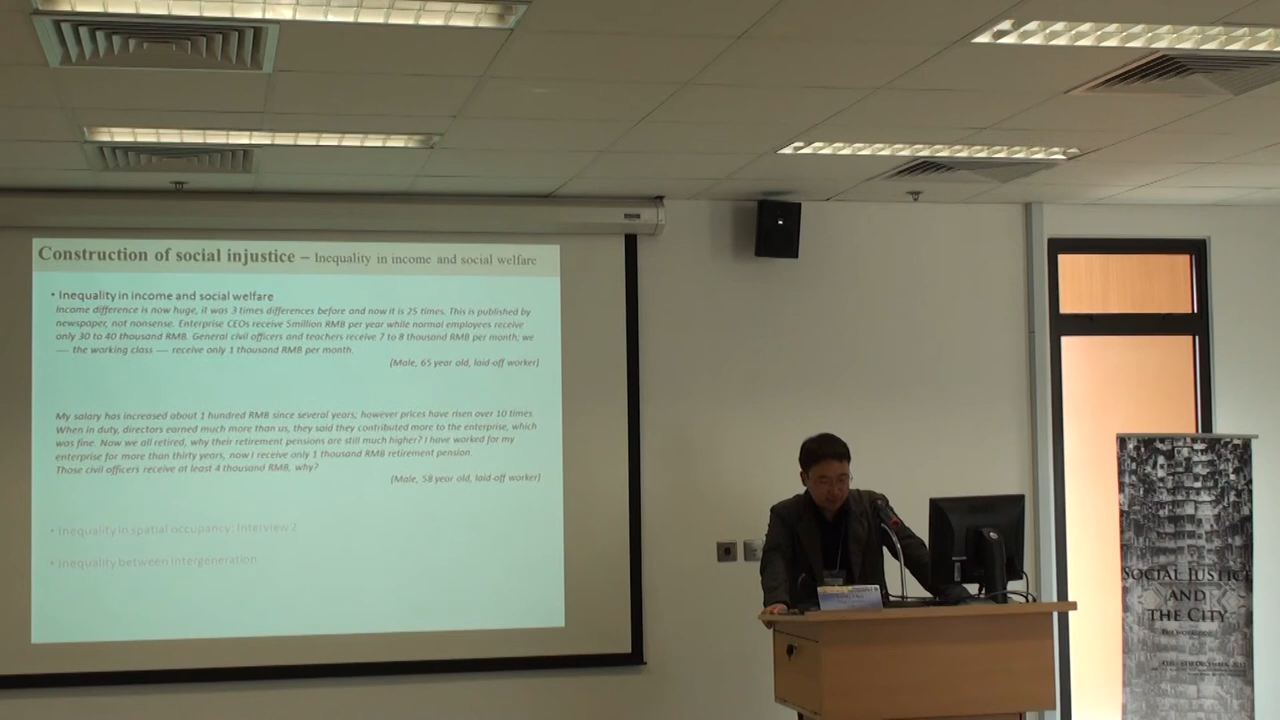 Construction of social injustice – Inequality in income and social welfare
• Inequality in income and social welfare
Income difference is now huge, it was 3 times differences before and now it is 25 times. This is published by
newspaper, not nonsense. Enterprise CEOs receive 5million RMB per year while normal employees receive
only 30 to 40 thousand RMB. General civil officers and teachers receive 7 to 8 thousand RMB per month; we
— the working class — receive only 1 thousand RMB per month.
(Male, 65 year old, laid-off worker)
My salary has increased about 1 hundred RMB since several years; however prices have risen over 10 times
When in duty, directors earned much more than us, they said they contributed more to the enterprise, which
was fine. Now we all retired, why their retirement pensions are still much higher? I have worked for my
enterprise for more than thirty years, now I receive only 1 thousand RMB retirement pension.
Those civil officers receive at least 4 thousand RMB, why?
(Male, 58 year old, laid-off worker)
• Inequality in spatial occupancy: Interview 2
• Inequality between intergeneration
SOCIAL JUSTICE
AND
THE CITY